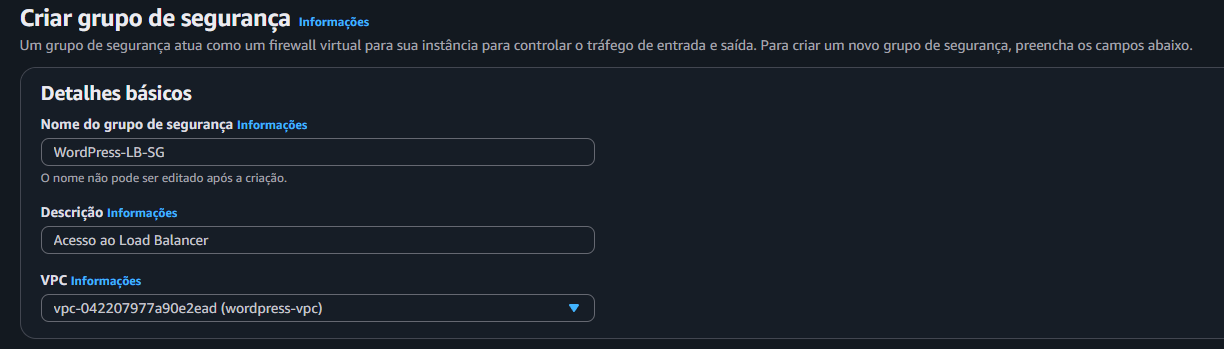 Criar grupo de segurança Informações
Um grupo de segurança atua como um firewall virtual para sua instância para controlar o tráfego de entrada e saída. Para criar um novo grupo de segurança, preencha os campos abaixo.
Detalhes básicos
Nome do grupo de segurança Informações
WordPress-LB-SG
O nome não pode ser editado após a criação.
Descrição Informações
Acesso ao Load Balancer
VPC Informações
vpc-042207977a90e2ead (wordpress-vpc)